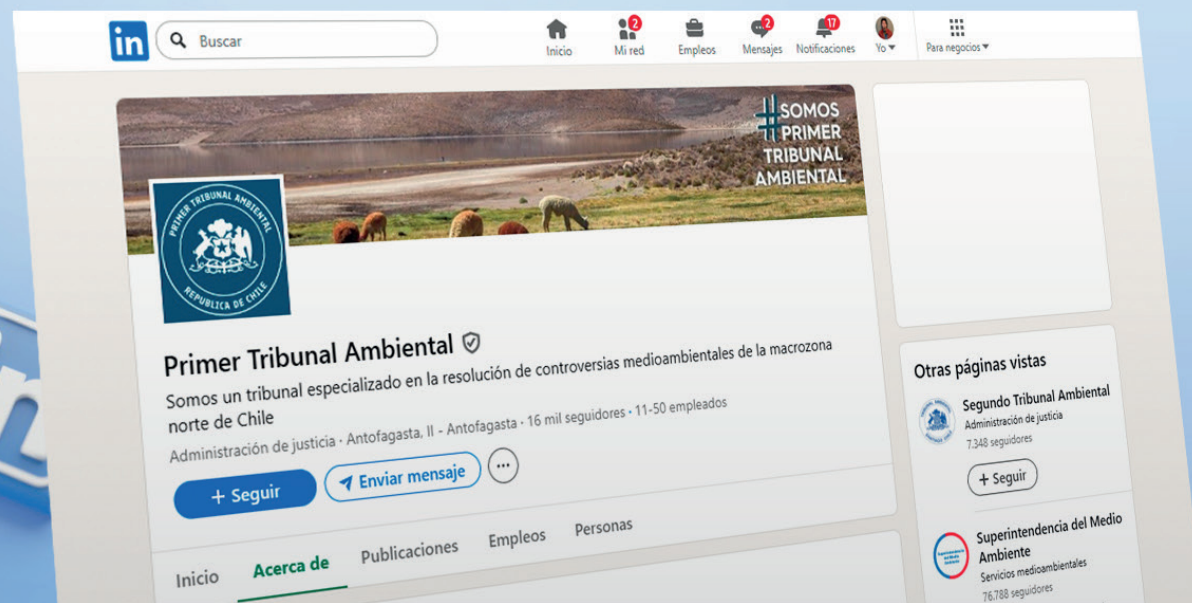 in
Buscar
Inicio
2
Mi red
Empleos
2
Mensajes
17
Notificaciones
Yo
Para negocios
#SOMOS
PRIMER
TRIBUNAL
AMBIENTAL
PRIMER TRIBUNAL AMBIENTAL
REPUBLICA DE CHILE
Primer Tribunal Ambiental
Somos un tribunal especializado en la resolución de controversias medioambientales de la macrozona
norte de Chile
Administración de justicia · Antofagasta, II - Antofagasta · 16 mil seguidores · 11-50 empleados
+ Seguir
Enviar mensaje
...
Inicio
Acerca de
Publicaciones
Empleos
Personas
Otras páginas vistas
Segundo Tribunal Ambiental
Administración de justicia
7.348 seguidores
+ Seguir
Superintendencia del Medio
Ambiente
Servicios medioambientales
76.788 seguidores
in